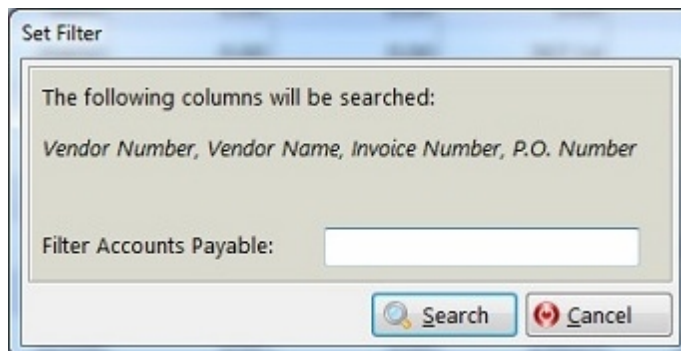 Set Filter
The following columns will be searched:
Vendor Number, Vendor Name, Invoice Number, P.O. Number
Filter Accounts Payable:
Search
Cancel